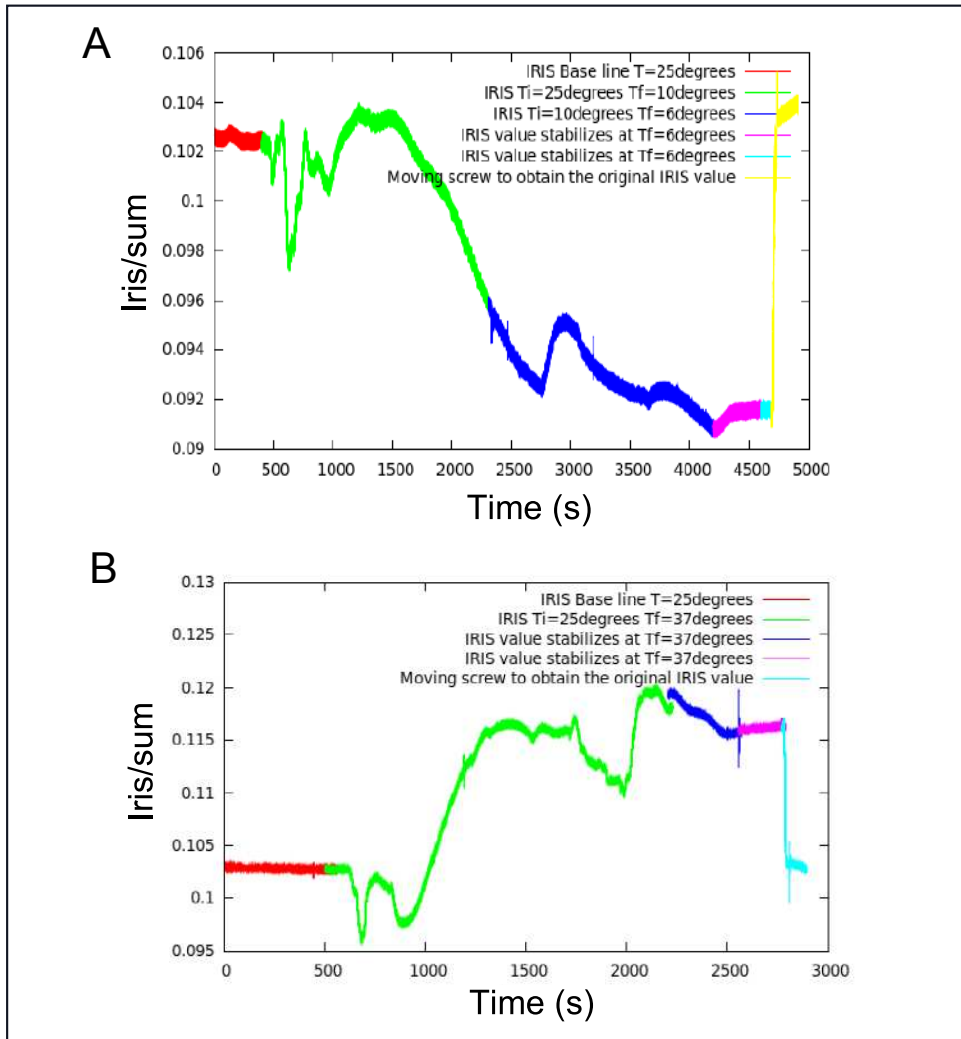 A
0.106
0.104
0.102
0.1
0.098
0.096
0.094
0.092
0.09
Iris/sum
IRIS Base line T=25degrees
IRIS Ti=25degrees Tf=10degrees
IRIS Ti=10degrees Tf=6degrees
IRIS value stabilizes at Tf=6degrees
IRIS value stabilizes at Tf=6degrees
Moving screw to obtain the original IRIS value
0 500 1000 1500 2000 2500 3000 3500 4000 4500 5000
Time (s)
B
0.13
0.125
0.12
0.115
0.11
0.105
0.1
0.095
Iris/sum
IRIS Base line T=25degrees
IRIS Ti=25degrees Tf=37degrees
IRIS value stabilizes at Tf=37degrees
IRIS value stabilizes at Tf=37degrees
Moving screw to obtain the original IRIS value
0 500 1000 1500 2000 2500 3000
Time (s)